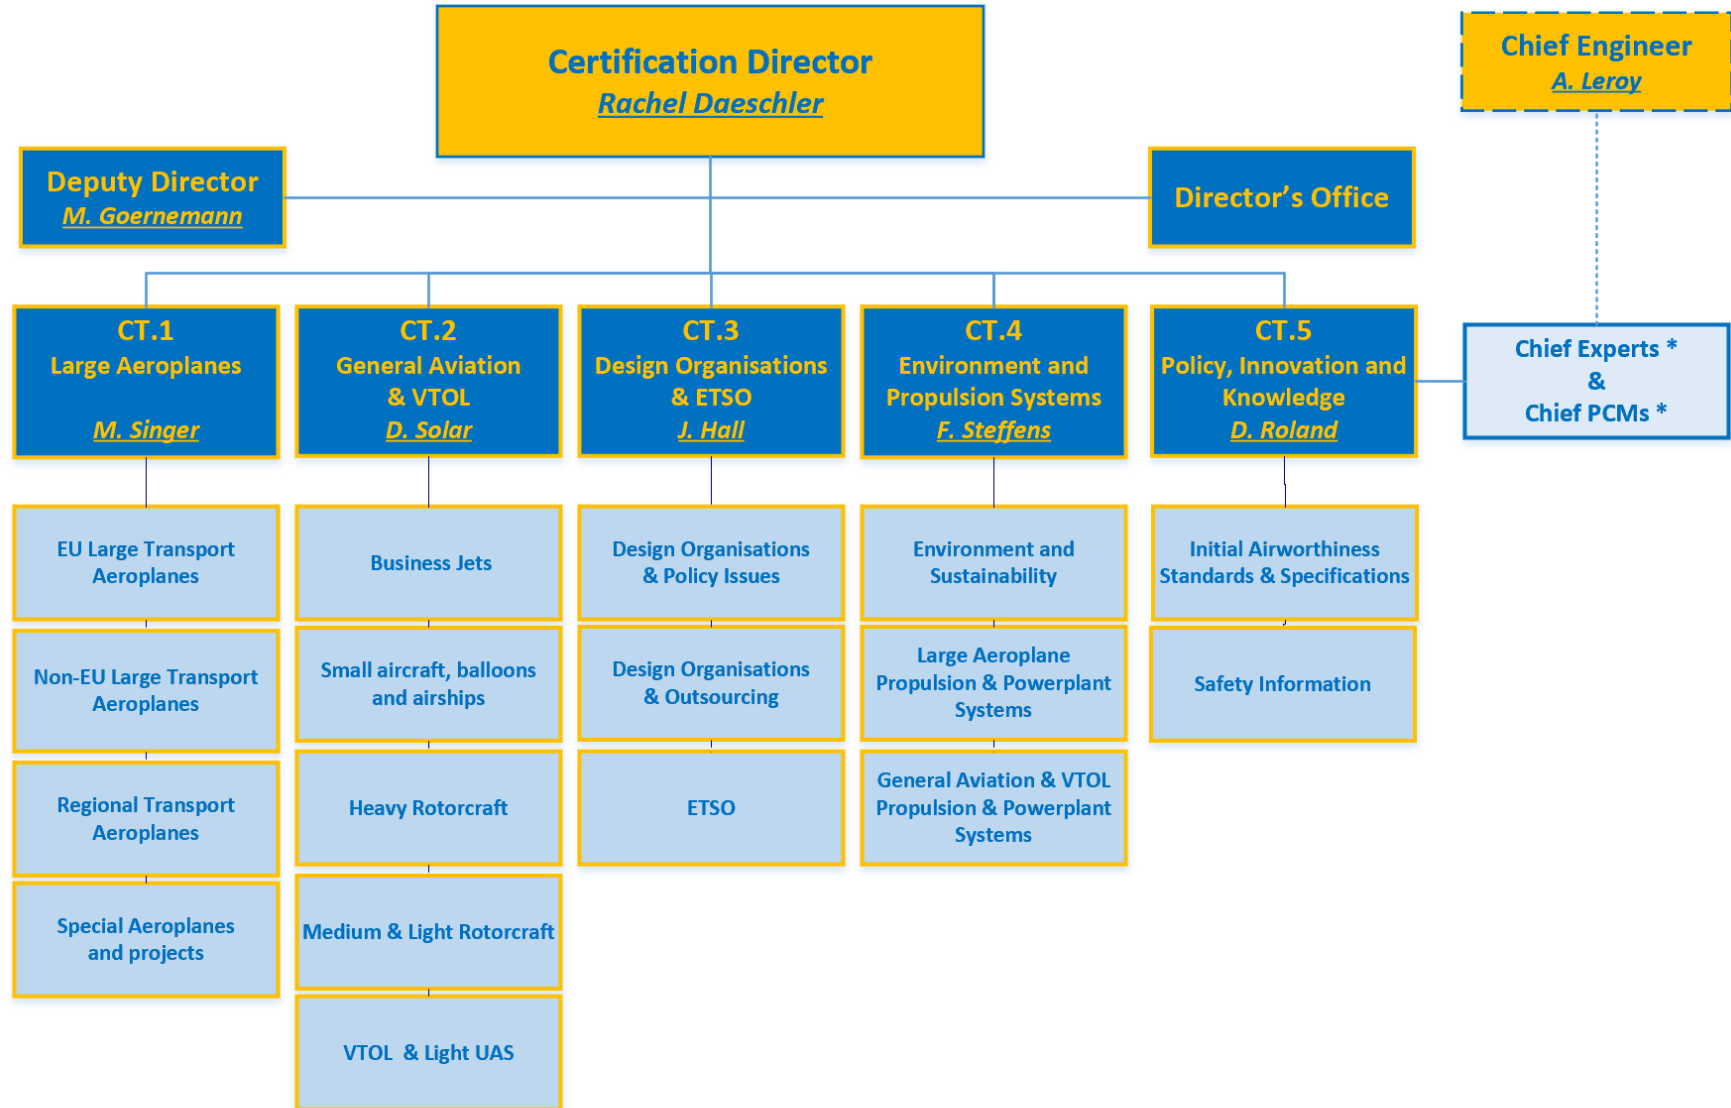 Certification Director
Rachel Daeschler
Chief Engineer
A. Leroy
Deputy Director
M. Goernemann
Director’s Office
CT.1
Large Aeroplanes
M. Singer
CT.2
General Aviation
& VTOL
D. Solar
CT.3
Design Organisations
& ETSO
J. Hall
CT.4
Environment and
Propulsion Systems
F. Steffens
CT.5
Policy, Innovation and
Knowledge
D. Roland
Chief Experts *
&
Chief PCMs *
EU Large Transport
Aeroplanes
Non-EU Large Transport
Aeroplanes
Regional Transport
Aeroplanes
Special Aeroplanes
and projects
Business Jets
Small aircraft, balloons
and airships
Heavy Rotorcraft
Medium & Light Rotorcraft
VTOL & Light UAS
Design Organisations
& Policy Issues
Design Organisations
& Outsourcing
ETSO
Environment and
Sustainability
Large Aeroplane
Propulsion & Powerplant
Systems
General Aviation & VTOL
Propulsion & Powerplant
Systems
Initial Airworthiness
Standards & Specifications
Safety Information